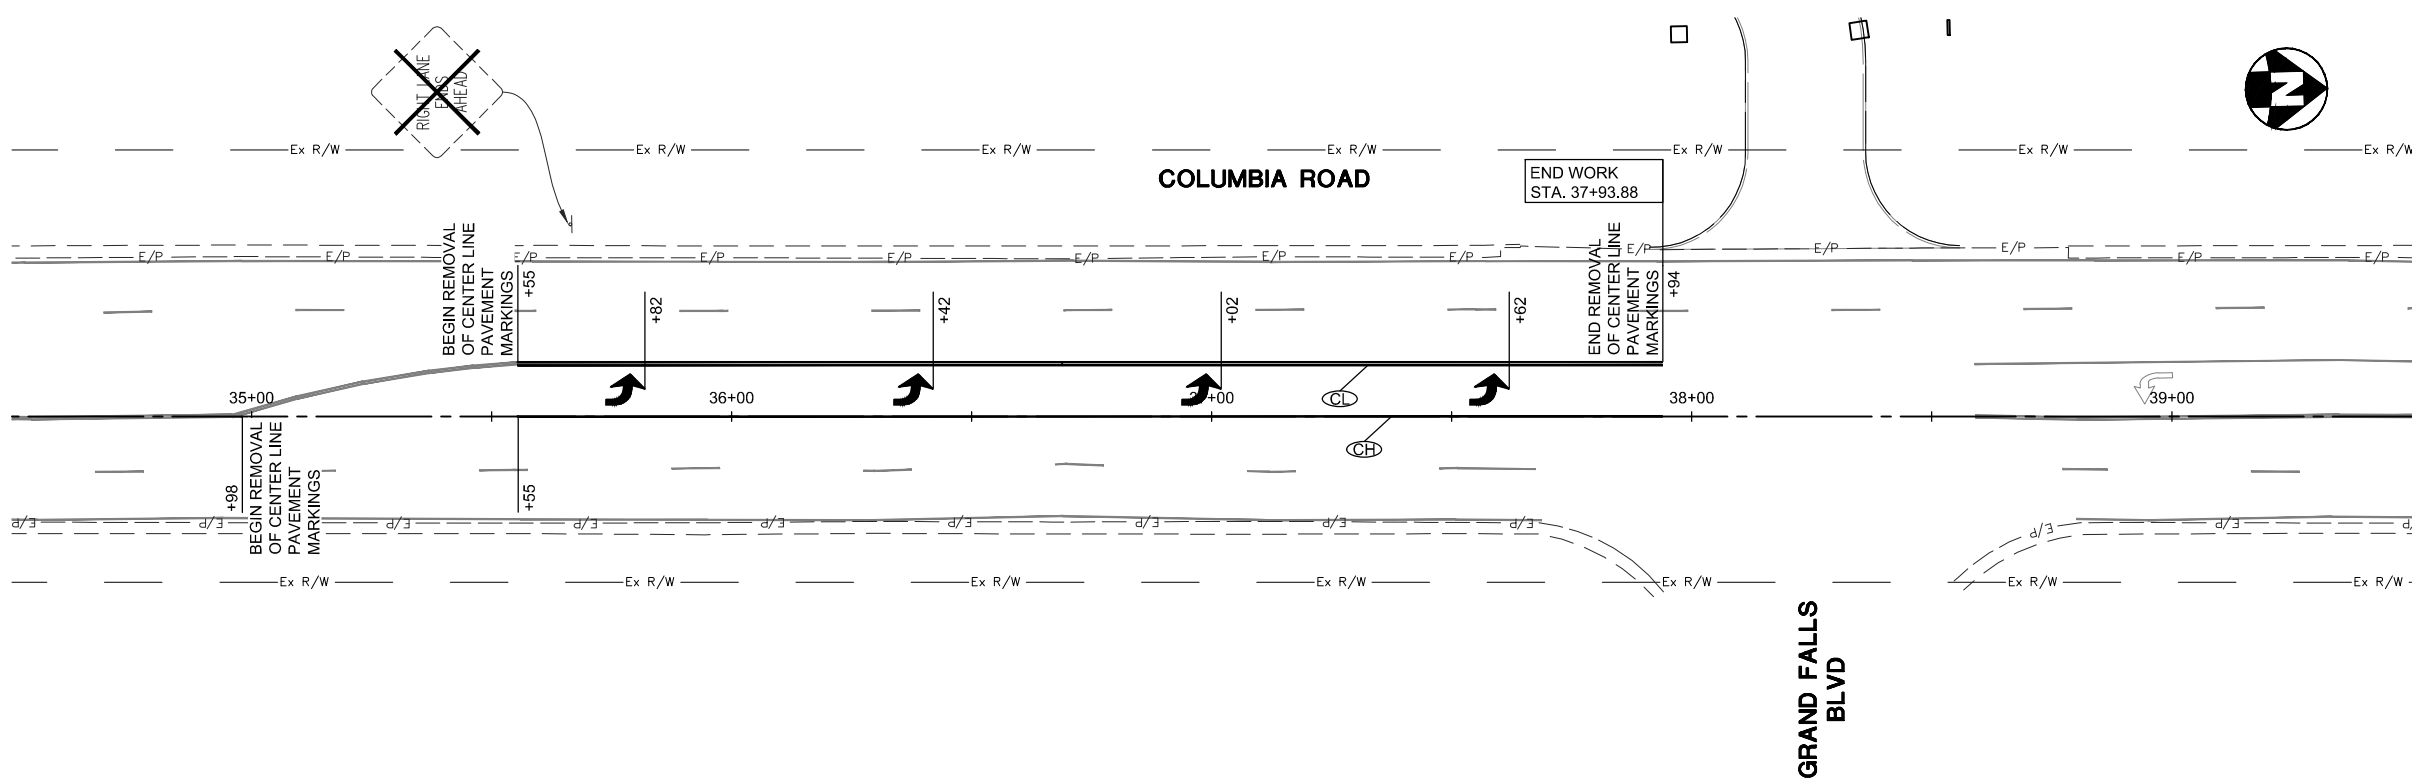 RIGHT LANE
ENDS
AHEAD
N
Ex R/W
Ex R/W
Ex R/W
Ex R/W
Ex R/W
Ex R/W
Ex R/W
COLUMBIA ROAD
END WORK
STA. 37+93.88
BEGIN REMOVAL
OF CENTER LINE
PAVEMENT
MARKINGS
+55
END REMOVAL
OF CENTER LINE
PAVEMENT
MARKINGS
+94
E/P
E/P
E/P
E/P
E/P
E/P
E/P
E/P
E/P
E/P
E/P
E/P
E/P
+82
+42
+02
+62
35+00
36+00
37+00
38+00
39+00
CL
CH
+98
BEGIN REMOVAL
OF CENTER LINE
PAVEMENT
MARKINGS
+55
E/P
E/P
E/P
E/P
E/P
E/P
E/P
E/P
E/P
E/P
E/P
Ex R/W
Ex R/W
Ex R/W
Ex R/W
Ex R/W
Ex R/W
Ex R/W
GRAND FALLS
BLVD